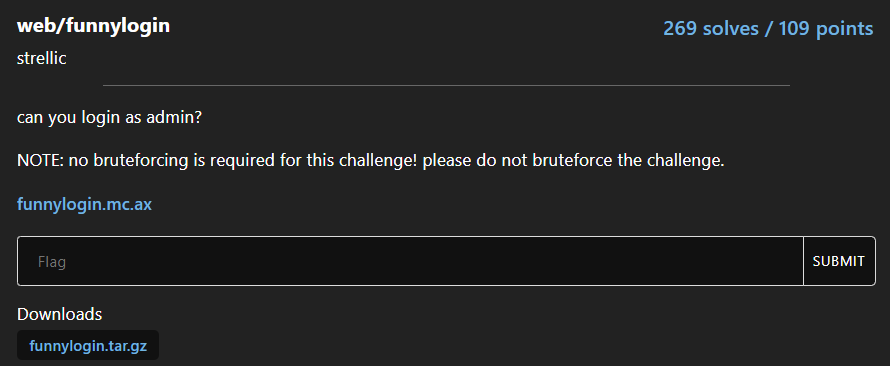 web/funnylogin
269 solves / 109 points
strellic
can you login as admin?
NOTE: no bruteforcing is required for this challenge! please do not bruteforce the challenge.
funnylogin.mc.ax
Flag
SUBMIT
Downloads
funnylogin.tar.gz